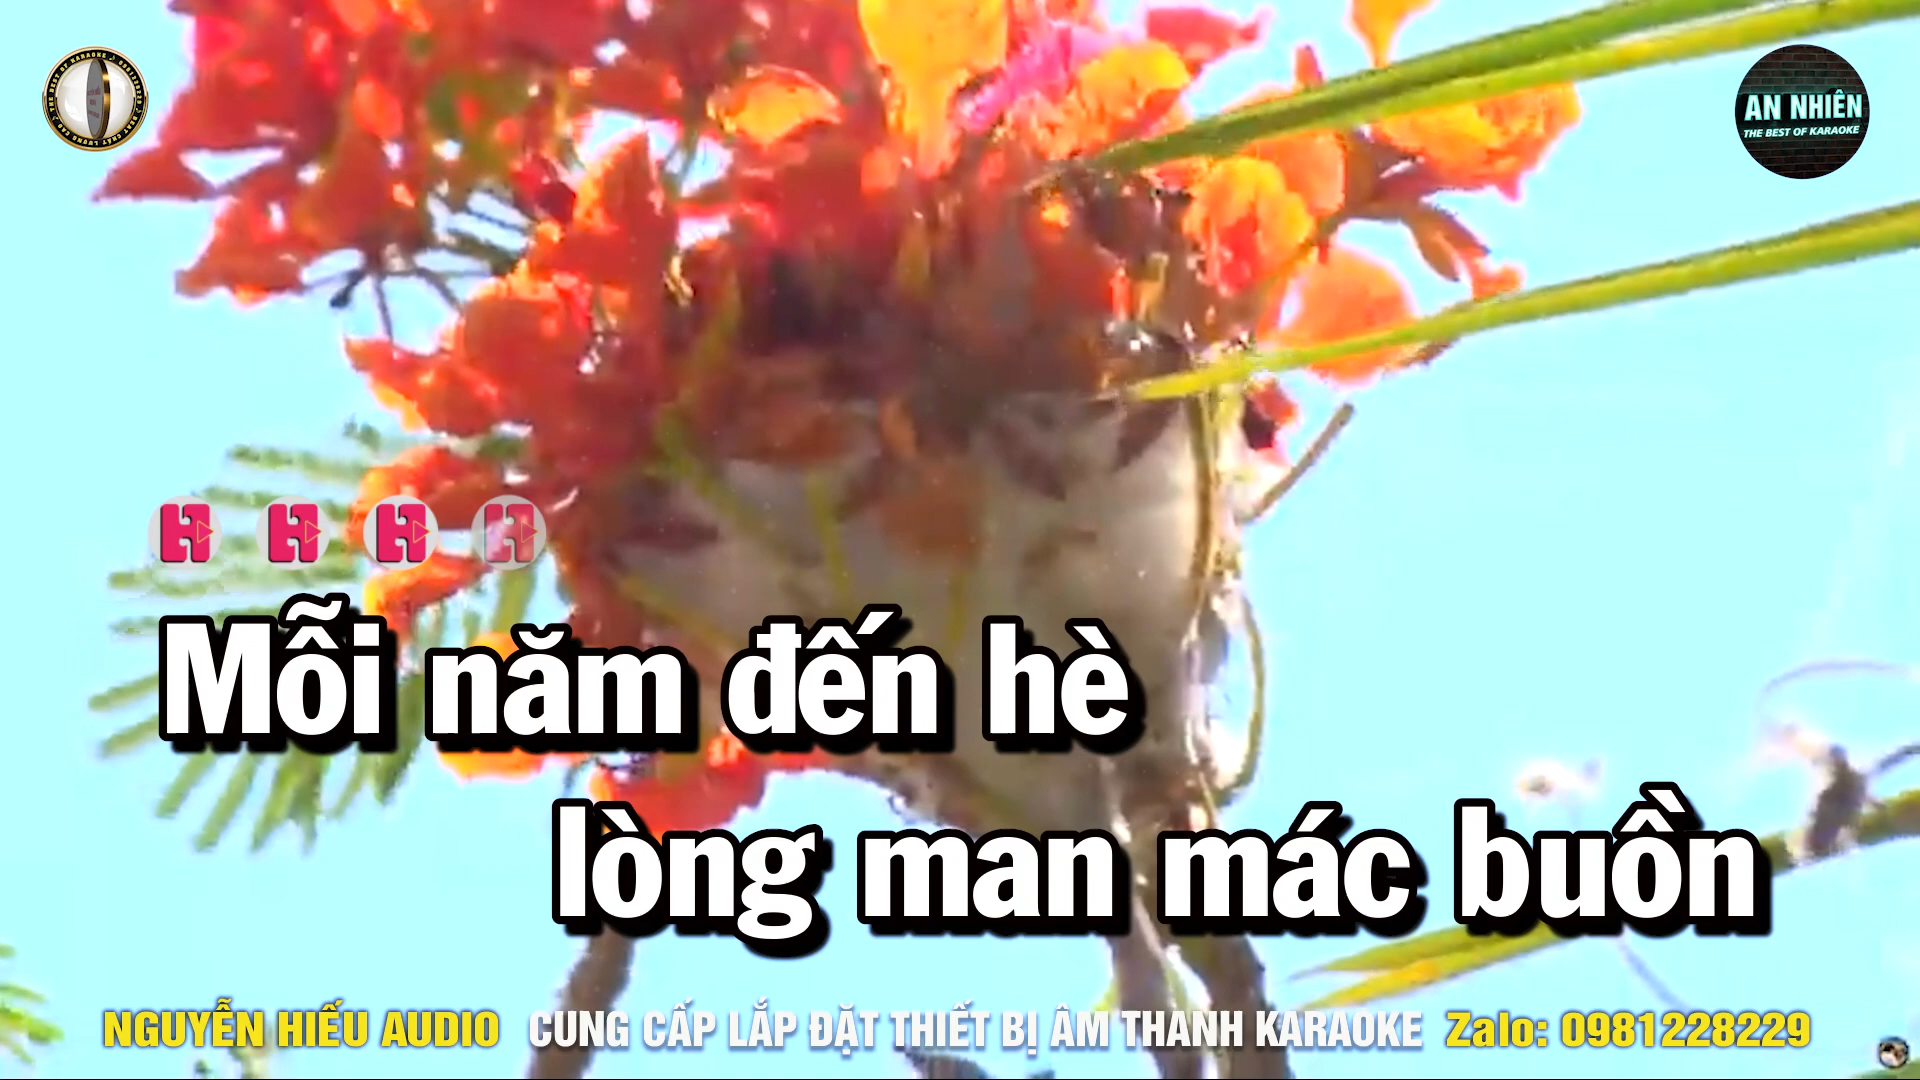 AN NHIÊN
THE BEST OF KARAOKE
Mỗi năm đến hè
lòng man mác buồn
NGUYỄN HIẾU AUDIO CUNG CẤP LẮP ĐẶT THIẾT BỊ ÂM THANH KARAOKE Zalo: 0981228229